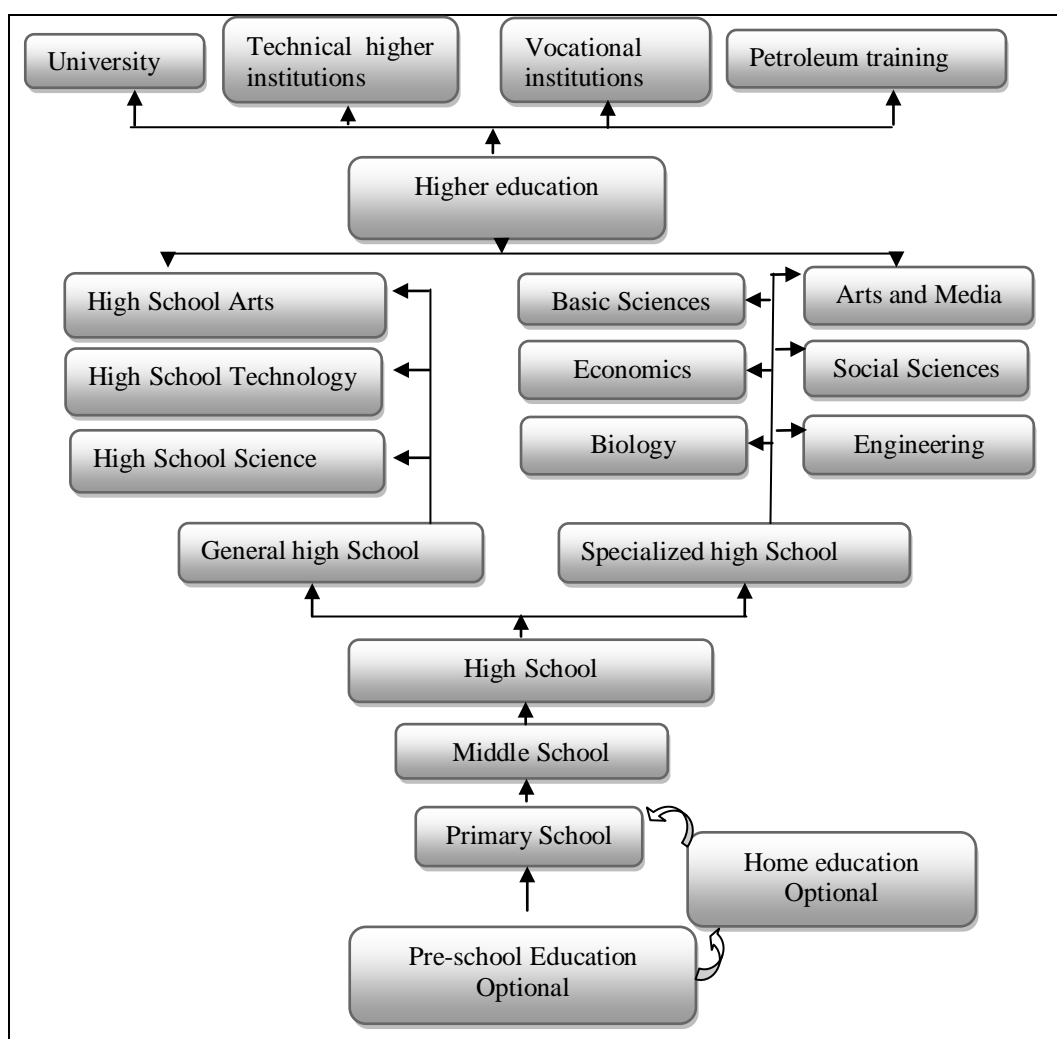 University
Technical higher
institutions
Vocational
institutions
Petroleum training
Higher education
High School Arts
Basic Sciences
Arts and Media
High School Technology
Economics
Social Sciences
High School Science
Biology
Engineering
General high School
Specialized high School
High School
Middle School
Primary School
Home education
Optional
Pre-school Education
Optional